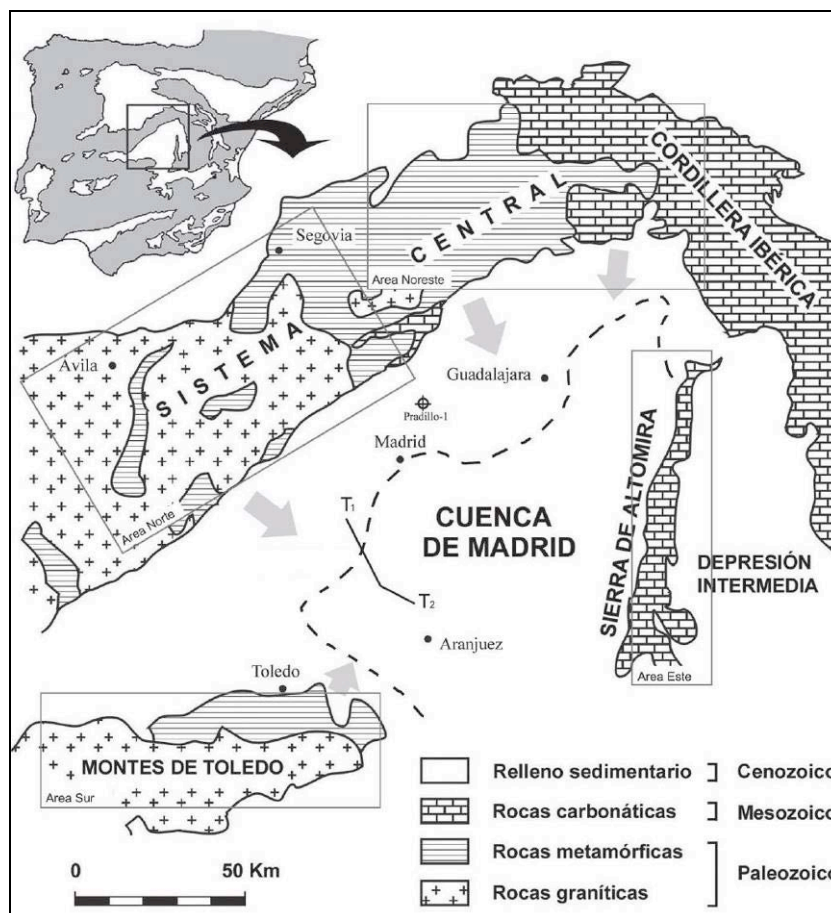 CORDILLERA IBÉRICA
CENTRAL
Segovia
Area Noreste
SISTEMA
Ávila
Guadalajara
Pradillo-1
Madrid
Area Norte
T1
CUENCA
DE MADRID
SIERRA DE ALTOMIRA
DEPRESIÓN
INTERMEDIA
T2
Aranjuez
Toledo
Area Este
MONTES DE TOLEDO
Area Sur
Relleno sedimentario
Cenozoico
Rocas carbonáticas
Mesozoico
Rocas metamórficas
Paleozoico
Rocas graníticas
0
50 Km